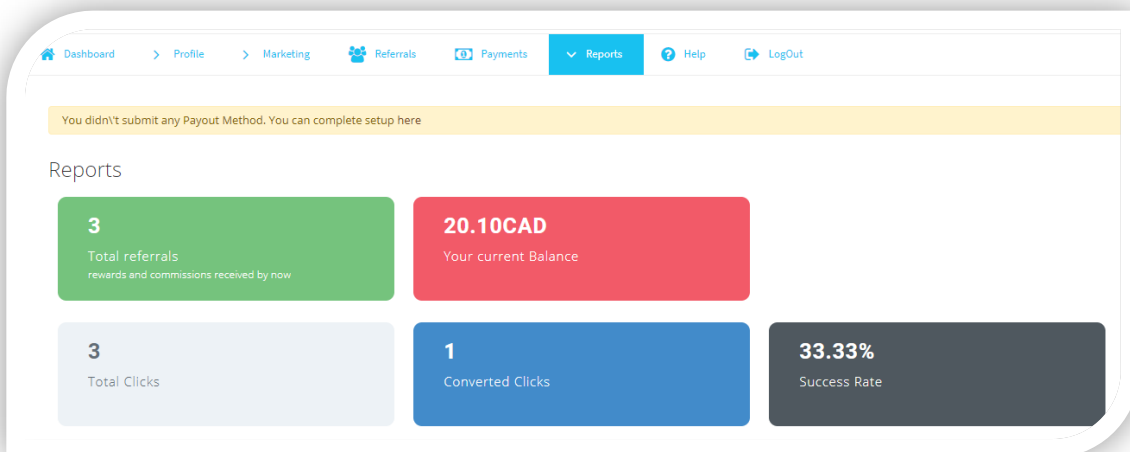 Dashboard Profile Marketing Referrals Payments Reports Help LogOut
You didn\'t submit any Payout Method. You can complete setup here
Reports
3
Total referrals
rewards and commissions received by now
20.10CAD
Your current Balance
3
Total Clicks
1
Converted Clicks
33.33%
Success Rate